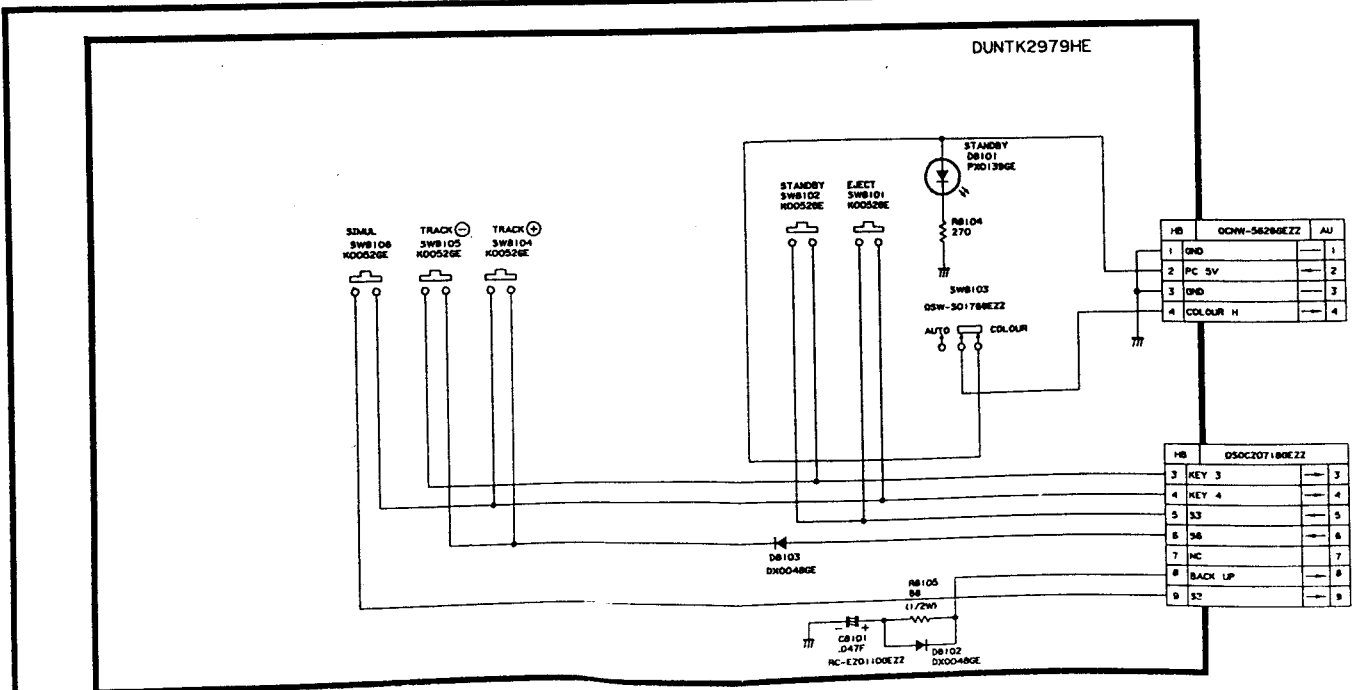 DUNTK2979HE
STANDBY
D8101
PX0139GE
STANDBY
SW8102
K0052GE
EJECT
SW8101
K0052GE
R8104
270
SIMUL
SW8106
K0052GE
TRACK ⊖
SW8105
K0052GE
TRACK ⊕
SW8104
K0052GE
SW8103
QSW-S0178GEZZ
AUTO COLOUR
HB QCNW-5628GEZZ AU
1 GND 1
2 PC 5V 2
3 GND 3
4 COLOUR H 4
HB QSOCZ0718GEZZ
3 KEY 3 3
4 KEY 4 4
5 S3 5
6 S6 6
7 NC 7
8 BACK UP 8
9 S2 9
D8103
DX0048GE
R8105
68
(1/2W)
- +
C8101
.047F
RC-EZ0110GEZZ
D8102
DX0048GE